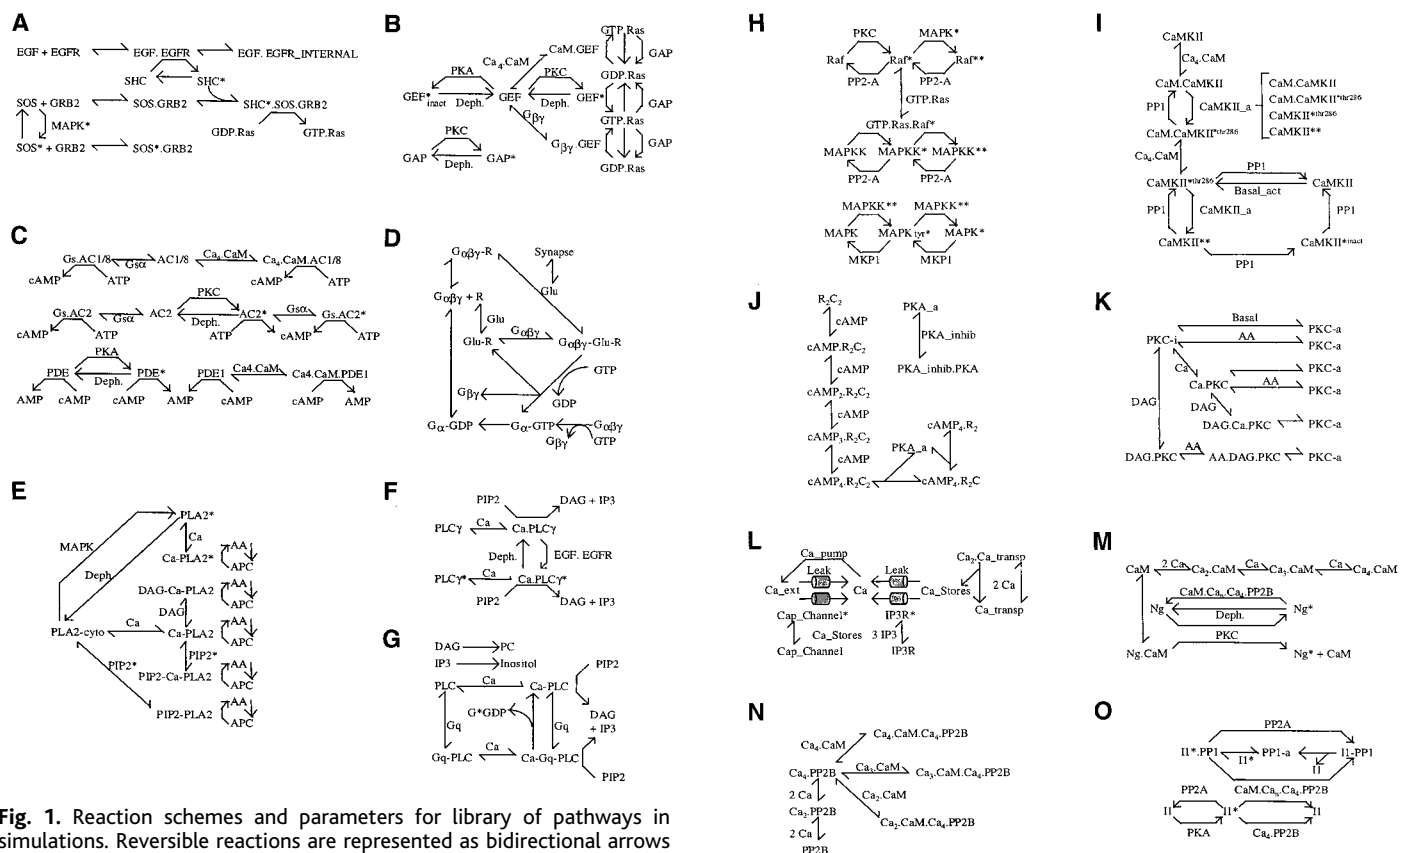 A
EGF + EGFR EGF. EGFR EGF. EGFR_INTERNAL
SHC SHC*
SOS + GRB2 SOS.GRB2 SHC*.SOS.GRB2
MAPK*
GDP.Ras GTP.Ras
SOS* + GRB2 SOS*.GRB2
B
GTP.Ras
CaM.GEF GAP
Ca4.CaM
PKA PKC GDP.Ras
GEF*inact Deph. GEF Deph. GEF* GAP
Gβγ GTP.Ras
PKC Gβγ.GEF GAP
GAP Deph. GAP*
GDP.Ras
C
Gs.AC1/8 Gsα AC1/8 Ca4.CaM Ca4.CaM.AC1/8
cAMP ATP cAMP ATP
PKC
Gs.AC2 Gsα AC2 Deph. AC2* Gsα Gs.AC2*
cAMP ATP ATP cAMP ATP
PKA
PDE Deph. PDE* PDE1 Ca4.CaM Ca4.CaM.PDE1
AMP cAMP cAMP AMP cAMP cAMP AMP
D
Gαβγ-R Synapse
Glu
Gαβγ + R
Glu
Glu-R Gαβγ Gαβγ-Glu-R
GTP
Gβγ GDP
Gα-GDP Gα-GTP Gαβγ
Gβγ GTP
E
PLA2*
MAPK Ca
Ca-PLA2* AA
APC
Deph.
DAG-Ca-PLA2 AA
APC
DAG
PLA2-cyto Ca Ca-PLA2 AA
APC
PIP2* PIP2*
PIP2-Ca-PLA2 AA
APC
PIP2-PLA2 AA
APC
F
PIP2 DAG + IP3
PLCγ Ca Ca.PLCγ
Deph. EGF. EGFR
PLCγ* Ca Ca.PLCγ*
PIP2 DAG + IP3
G
DAG PC
IP3 Inositol PIP2
PLC Ca Ca-PLC
G*GDP DAG
+ IP3
Gq Gq
Gq-PLC Ca Ca-Gq-PLC
PIP2
H
PKC MAPK*
Raf Raf* Raf**
PP2-A PP2-A
GTP.Ras
GTP.Ras.Raf*
MAPKK MAPKK* MAPKK**
PP2-A PP2-A
MAPKK** MAPKK**
MAPK MAPKtyr* MAPK*
MKP1 MKP1
I
CaMKII
Ca4.CaM
CaM.CaMKII CaM.CaMKII
PP1 CaMKII_a CaM.CaMKII*thr286
CaMKII*thr286
CaM.CaMKII*thr286 CaMKII**
Ca4.CaM
PP1
CaMKII*thr286 Basal_act CaMKII
PP1 CaMKII_a PP1
CaMKII** CaMKII*inact
PP1
J
R2C2 PKA_a
cAMP PKA_inhib
cAMP.R2C2
cAMP PKA_inhib.PKA
cAMP2.R2C2
cAMP
cAMP3.R2C2 cAMP4.R2
cAMP PKA_a
cAMP4.R2C2 cAMP4.R2C
K
Basal PKC-a
PKC-i AA PKC-a
Ca PKC-a
Ca.PKC AA PKC-a
DAG DAG
DAG.Ca.PKC PKC-a
DAG.PKC AA AA.DAG.PKC PKC-a
L
Ca_pump Ca2.Ca_transp
Leak Leak
Ca_ext Ca Ca_Stores 2 Ca
Cap_Channel* IP3R* Ca_transp
Ca_Stores 3 IP3
Cap_Channel IP3R
M
CaM 2 Ca Ca2.CaM Ca Ca3.CaM Ca Ca4.CaM
CaM.Can.Ca4.PP2B
Ng Deph. Ng*
PKC
Ng.CaM Ng* + CaM
N
Ca4.CaM Ca4.CaM.Ca4.PP2B
Ca4.PP2B Ca3.CaM Ca3.CaM.Ca4.PP2B
2 Ca Ca2.CaM
Ca2.PP2B Ca2.CaM.Ca4.PP2B
2 Ca
PP2B
O
PP2A
I1*.PP1 I1* PP1-a I1 I1-PP1
CaM.Can.Ca4.PP2B
PP2A
I1 I1* I1
PKA Ca4.PP2B
Fig. 1. Reaction schemes and parameters for library of pathways in
simulations. Reversible reactions are represented as bidirectional arrows